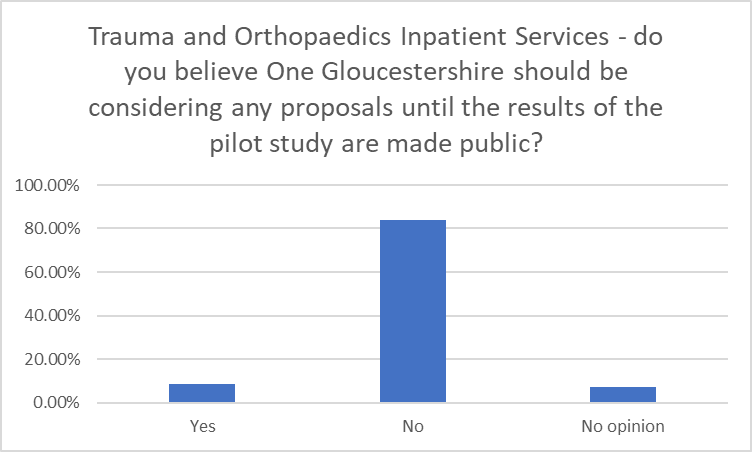 Trauma and Orthopaedics Inpatient Services - do
you believe One Gloucestershire should be
considering any proposals until the results of the
pilot study are made public?
100.00%
80.00%
60.00%
40.00%
20.00%
0.00%
Yes
No
No opinion